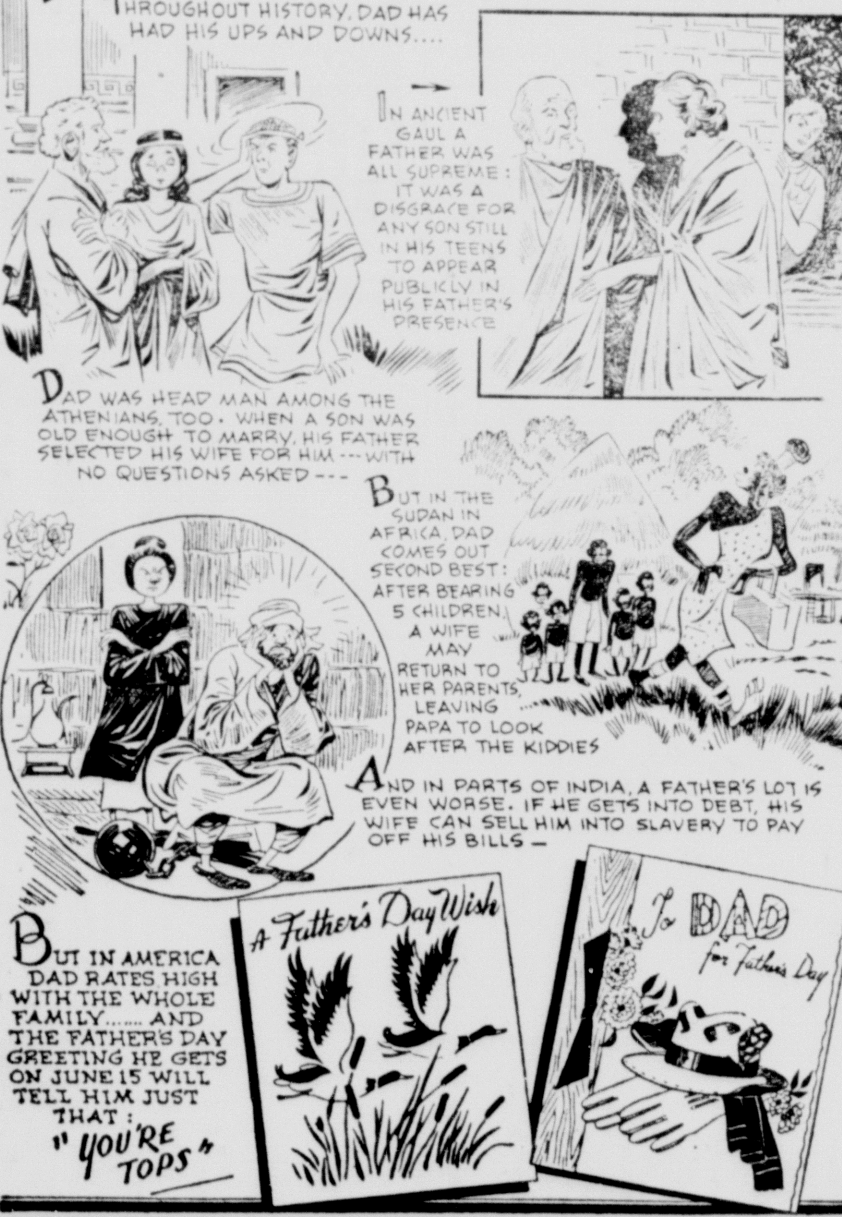 THROUGHOUT HISTORY, DAD HAS
HAD HIS UPS AND DOWNS....
IN ANCIENT
GAUL A
FATHER WAS
ALL SUPREME:
IT WAS A
DISGRACE FOR
ANY SON STILL
IN HIS TEENS
TO APPEAR
PUBLICLY IN
HIS FATHER'S
PRESENCE
DAD WAS HEAD MAN AMONG THE
ATHENIANS, TOO. WHEN A SON WAS
OLD ENOUGH TO MARRY, HIS FATHER
SELECTED HIS WIFE FOR HIM --- WITH
NO QUESTIONS ASKED ---
BUT IN THE
SUDAN IN
AFRICA, DAD
COMES OUT
SECOND BEST:
AFTER BEARING
5 CHILDREN,
A WIFE
MAY
RETURN TO
HER PARENTS,
LEAVING
PAPA TO LOOK
AFTER THE KIDDIES
AND IN PARTS OF INDIA, A FATHER'S LOT IS
EVEN WORSE. IF HE GETS INTO DEBT, HIS
WIFE CAN SELL HIM INTO SLAVERY TO PAY
OFF HIS BILLS —
BUT IN AMERICA
DAD RATES HIGH
WITH THE WHOLE
FAMILY....... AND
THE FATHER'S DAY
GREETING HE GETS
ON JUNE 15 WILL
TELL HIM JUST
THAT:
"YOU'RE
TOPS"
A Father's Day Wish
To DAD
for Father's Day